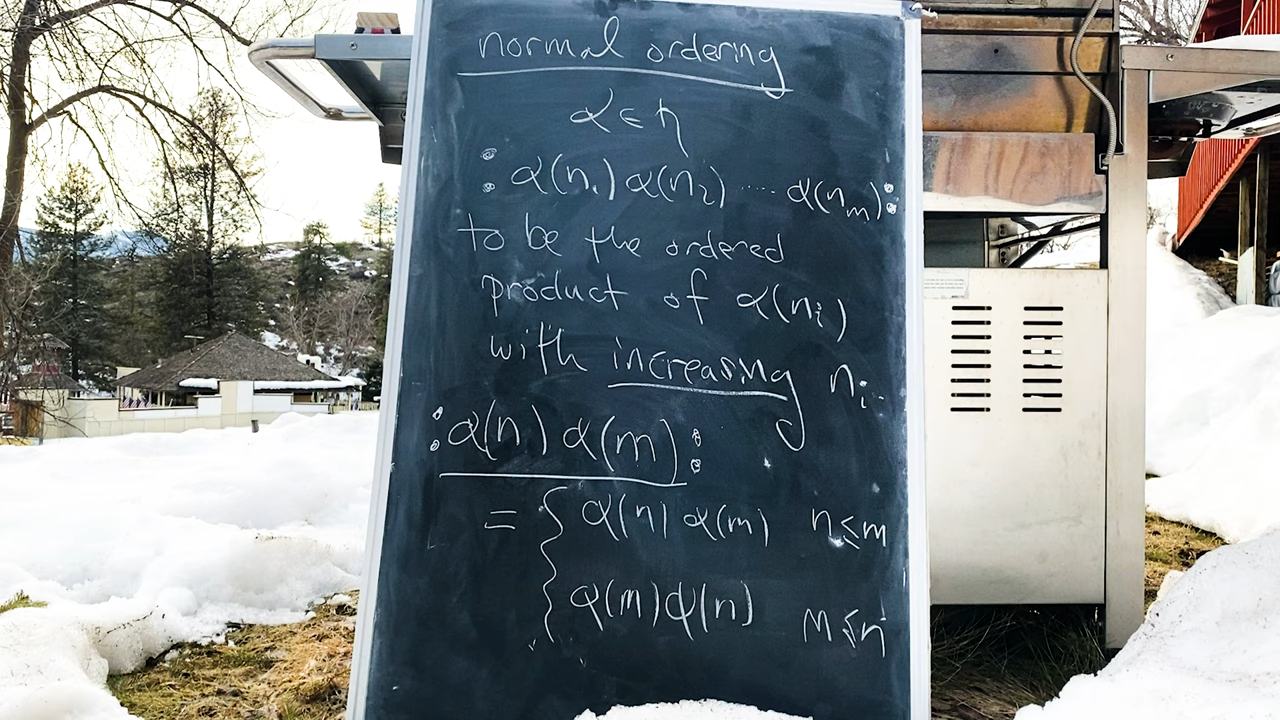 normal ordering
α ∈ η
: α(n₁) α(n₂) ..... α(nₘ) :
to be the ordered
product of α(nᵢ)
with increasing nᵢ.
: α(n) α(m) :
= { α(n) α(m) n ≤ m
α(m) α(n) m ≤ n